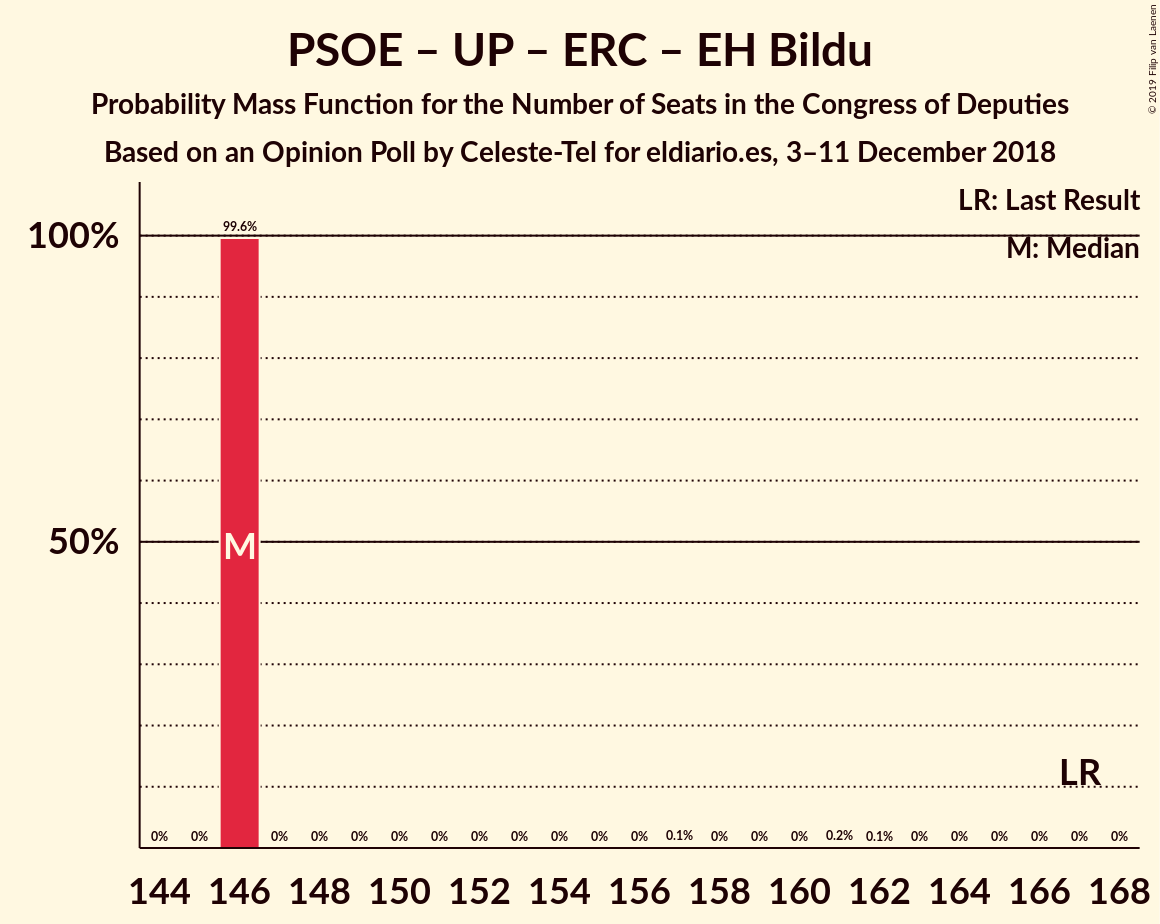 PSOE – UP – ERC – EH Bildu
Probability Mass Function for the Number of Seats in the Congress of Deputies
Based on an Opinion Poll by Celeste-Tel for eldiario.es, 3–11 December 2018
© 2019 Filip van Laenen
LR: Last Result
M: Median
100%
50%
99.6%
M
LR
0% 0% 0% 0% 0% 0% 0% 0% 0% 0% 0% 0% 0.1% 0% 0% 0% 0.2% 0.1% 0% 0% 0% 0% 0% 0%
144 146 148 150 152 154 156 158 160 162 164 166 168